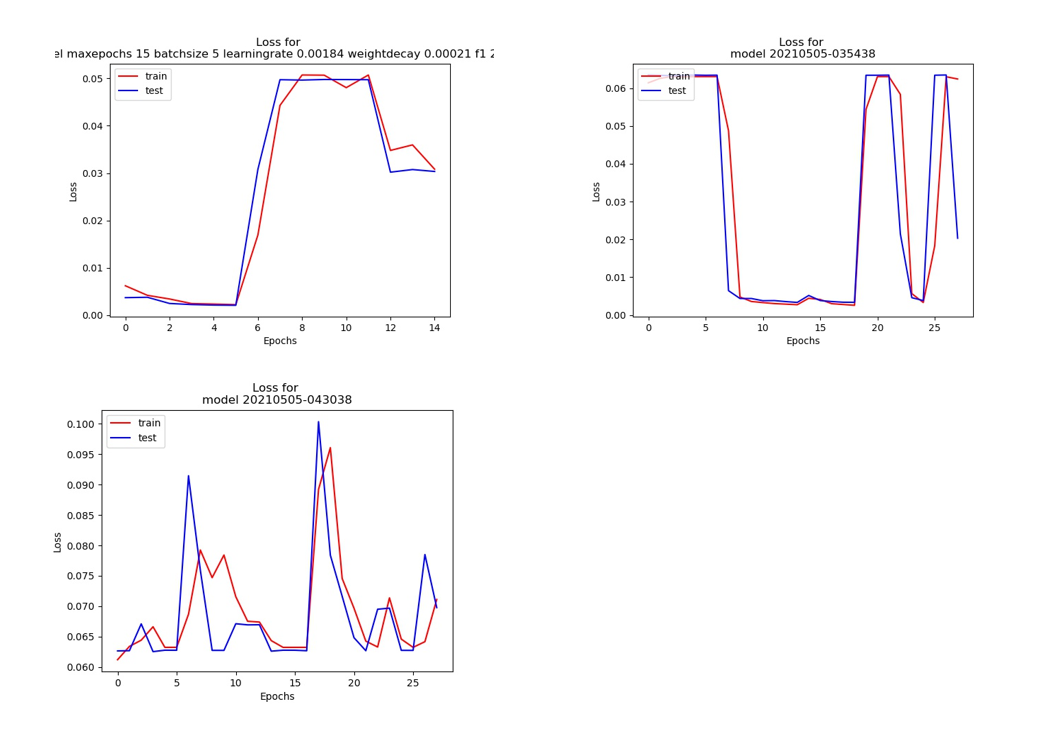 Loss for
el maxepochs 15 batchsize 5 learningrate 0.00184 weightdecay 0.00021 f1 2
0.05
0.04
0.03
0.02
0.01
0.00
Loss
train
test
0 2 4 6 8 10 12 14
Epochs
Loss for
model 20210505-035438
0.06
0.05
0.04
0.03
0.02
0.01
0.00
Loss
train
test
0 5 10 15 20 25
Epochs
Loss for
model 20210505-043038
0.100
0.095
0.090
0.085
0.080
0.075
0.070
0.065
0.060
Loss
train
test
0 5 10 15 20 25
Epochs